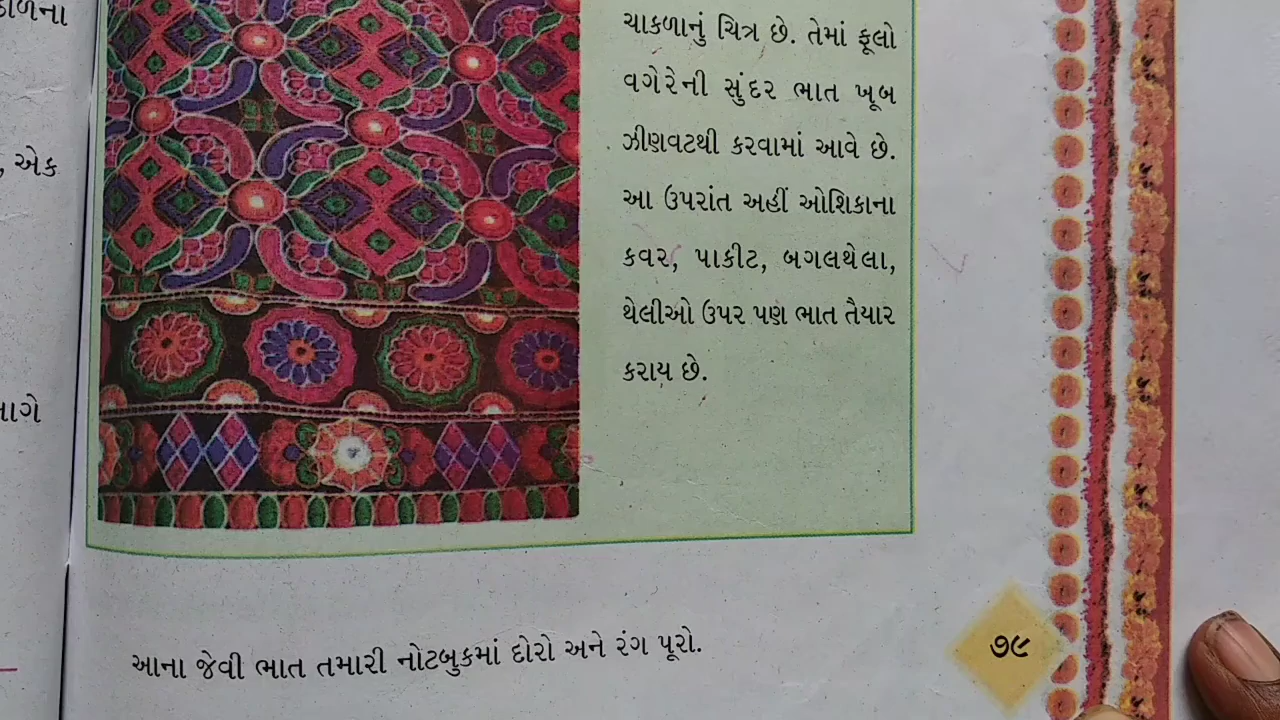 એક
ચાકળાનું ચિત્ર છે. તેમાં ફૂલો
વગેરેની સુંદર ભાત ખૂબ
ઝીણવટથી કરવામાં આવે છે.
આ ઉપરાંત અહીં ઓશિકાના
કવર, પાકીટ, બગલથેલા,
થેલીઓ ઉપર પણ ભાત તૈયાર
કરાય છે.
આના જેવી ભાત તમારી નોટબુકમાં દોરો અને રંગ પૂરો.
૭૯